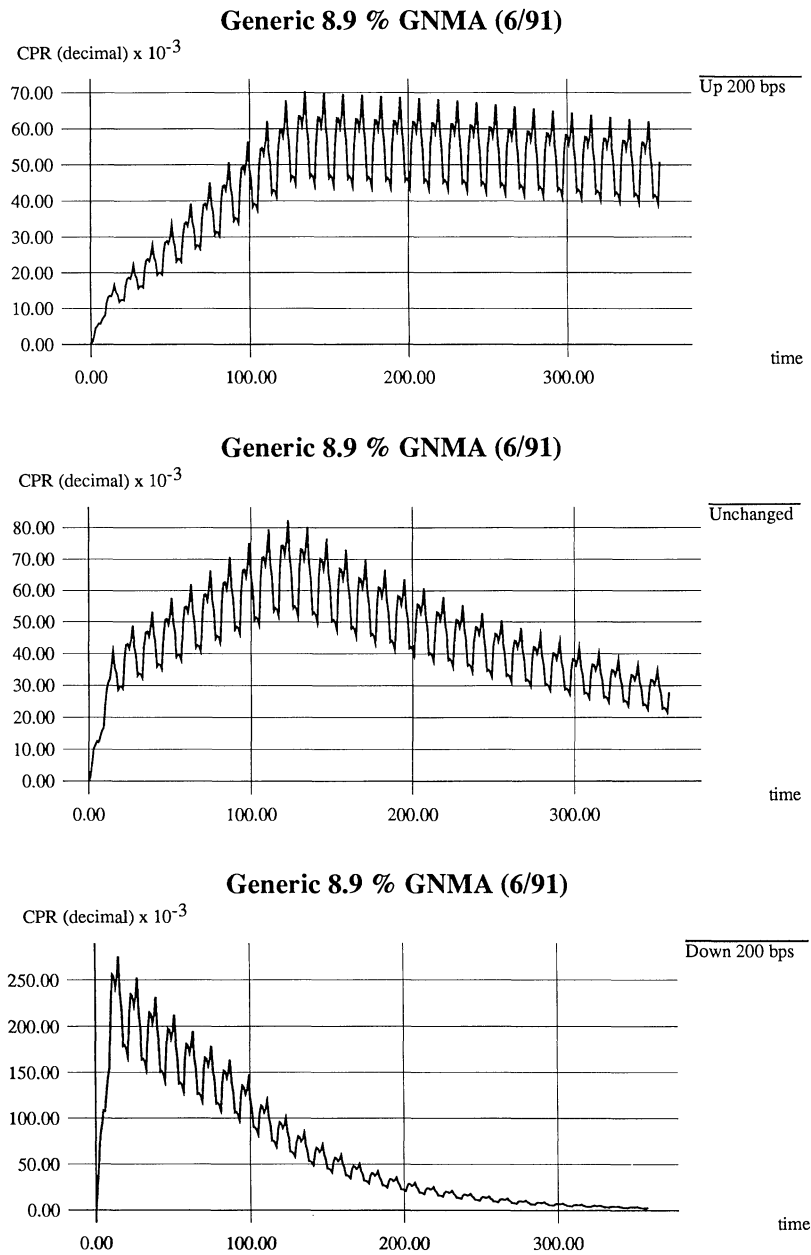 Generic 8.9 % GNMA (6/91)
CPR (decimal) x 10-3
Up 200 bps
70.00
60.00
50.00
40.00
30.00
20.00
10.00
0.00
time
0.00 100.00 200.00 300.00
Generic 8.9 % GNMA (6/91)
CPR (decimal) x 10-3
Unchanged
80.00
70.00
60.00
50.00
40.00
30.00
20.00
10.00
0.00
time
0.00 100.00 200.00 300.00
Generic 8.9 % GNMA (6/91)
CPR (decimal) x 10-3
Down 200 bps
250.00
200.00
150.00
100.00
50.00
0.00
time
0.00 100.00 200.00 300.00